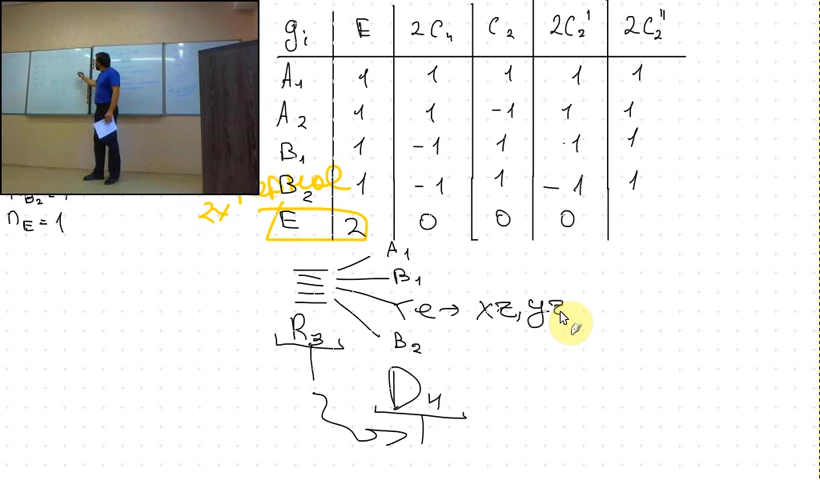 gᵢ E 2C₄ C₂ 2C₂' 2C₂''
A₁ 1 1 1 1 1
A₂ 1 1 -1 1 1
B₁ 1 -1 1 1 1
B₂ 1 -1 1 -1 1
E 2 0 0 0
n_E = 1
A₁
B₁
e → xz, yz
B₂
R₃
D₄